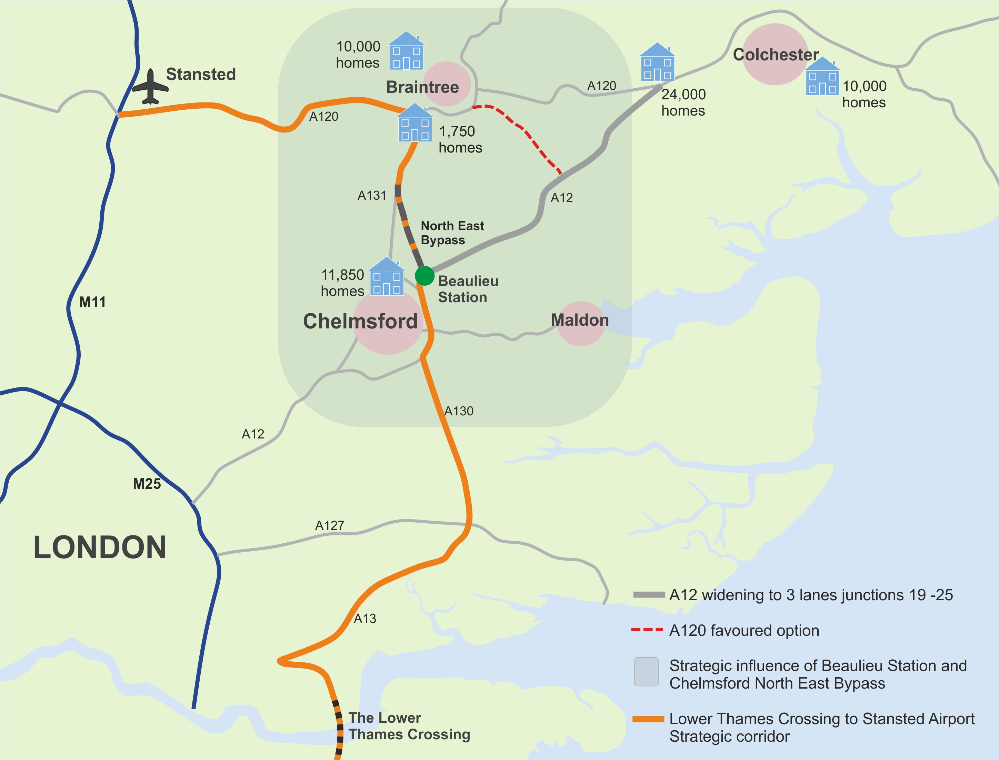 10,000
homes
Colchester
Stansted
Braintree
A120
10,000
homes
24,000
homes
A120
1,750
homes
A131
A12
North East
Bypass
11,850
homes
Beaulieu
Station
M11
Chelmsford
Maldon
A130
A12
M25
A127
LONDON
A12 widening to 3 lanes junctions 19 -25
A13
A120 favoured option
Strategic influence of Beaulieu Station and
Chelmsford North East Bypass
The Lower
Thames Crossing
Lower Thames Crossing to Stansted Airport
Strategic corridor